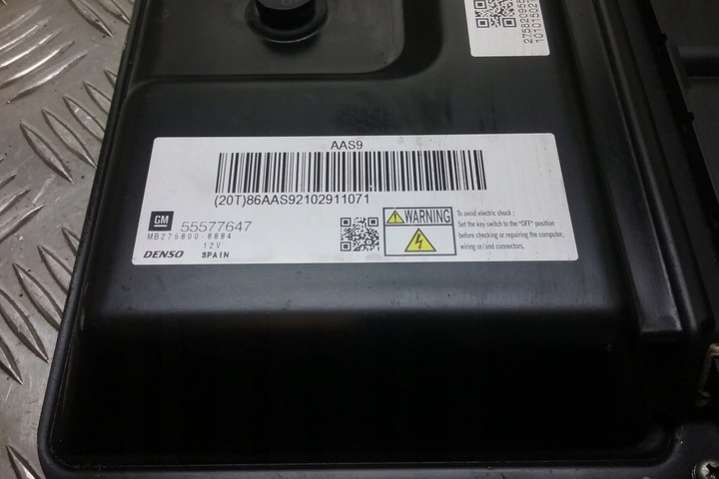 AAS9
(20T)86AAS92102911071
GM 55577647
MB275800-8884
12V
DENSO SPAIN
WARNING
To avoid electric shock ;
Set the key switch to the "OFF" position
before checking or repairing the computer,
wiring or/and connectors.